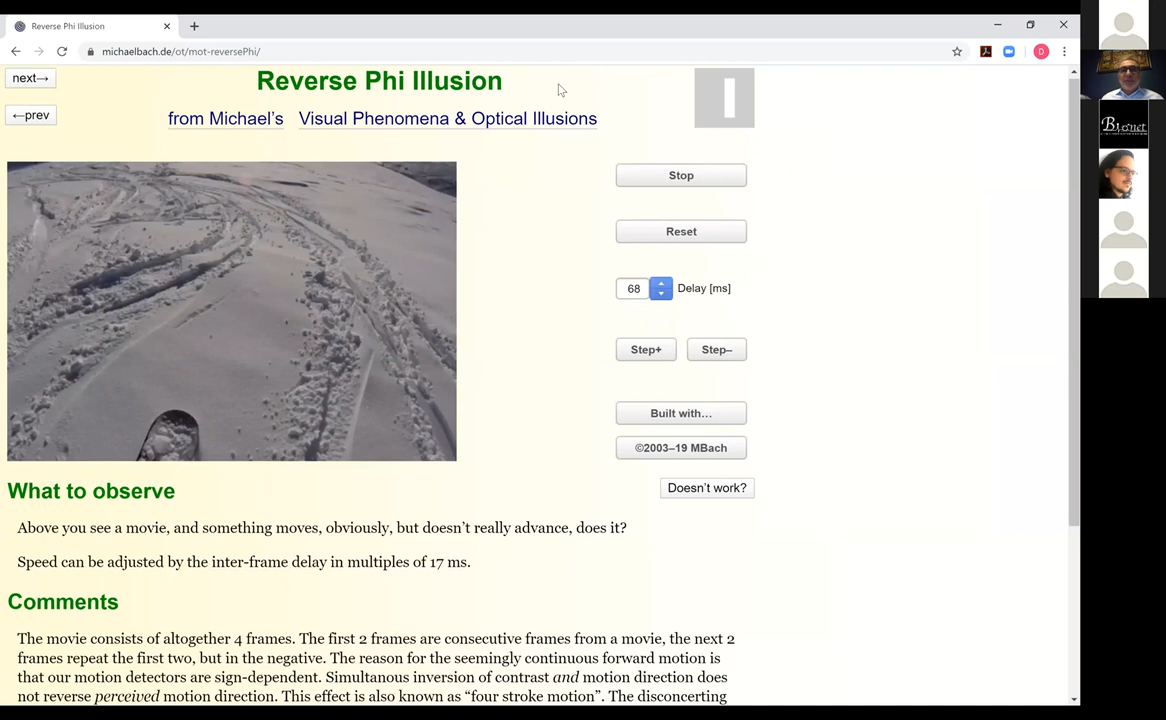 Reverse Phi Illusion
michaelbach.de/ot/mot-reversePhi/
D
next→
←prev
Reverse Phi Illusion
from Michael's Visual Phenomena & Optical Illusions
Stop
Reset
68 Delay [ms]
Step+ Step–
Built with…
©2003–19 MBach
Doesn't work?
What to observe
Above you see a movie, and something moves, obviously, but doesn't really advance, does it?
Speed can be adjusted by the inter-frame delay in multiples of 17 ms.
Comments
The movie consists of altogether 4 frames. The first 2 frames are consecutive frames from a movie, the next 2
frames repeat the first two, but in the negative. The reason for the seemingly continuous forward motion is
that our motion detectors are sign-dependent. Simultaneous inversion of contrast and motion direction does
not reverse perceived motion direction. This effect is also known as “four stroke motion”. The disconcerting